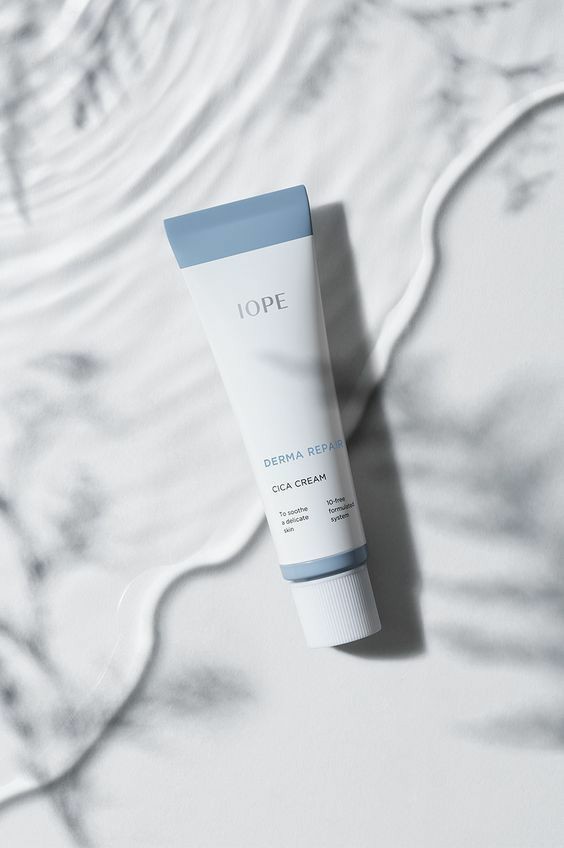 IOPE
DERMA REPAIR
CICA CREAM
To soothe
a delicate
skin
10-free
formulated
system